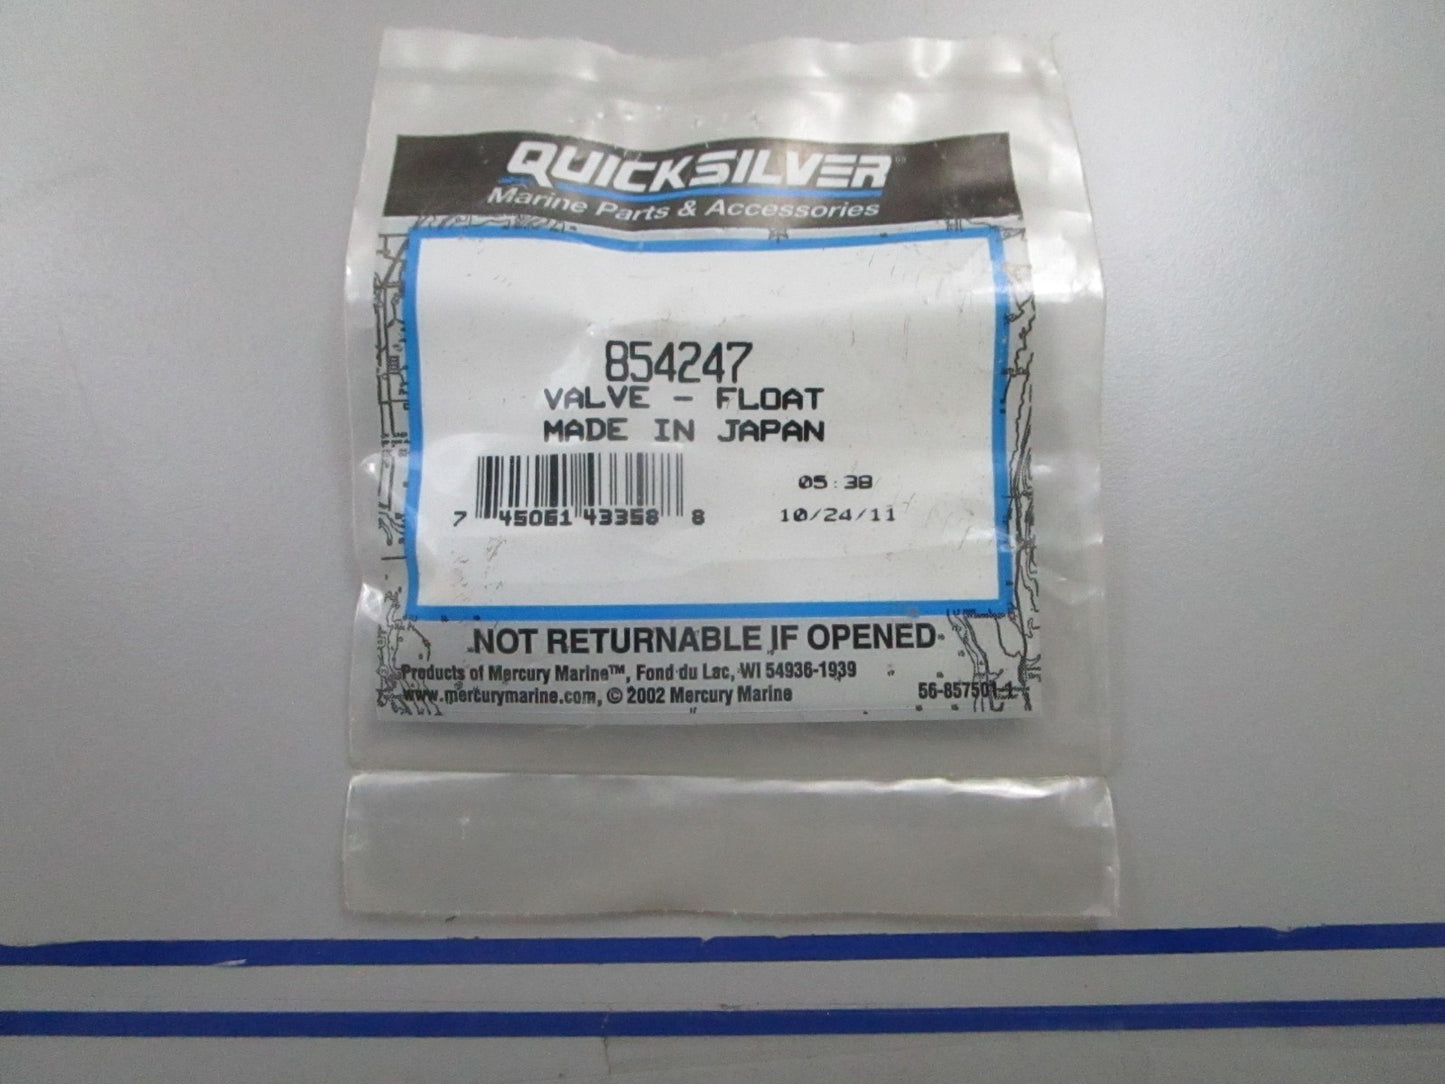 QUICKSILVER®
Marine Parts & Accessories
854247
VALVE - FLOAT
MADE IN JAPAN
05:38
7 45061 43358 8
10/24/11
NOT RETURNABLE IF OPENED
Products of Mercury Marine™, Fond du Lac, WI 54936-1939
www.mercurymarine.com, © 2002 Mercury Marine
56-857501-1